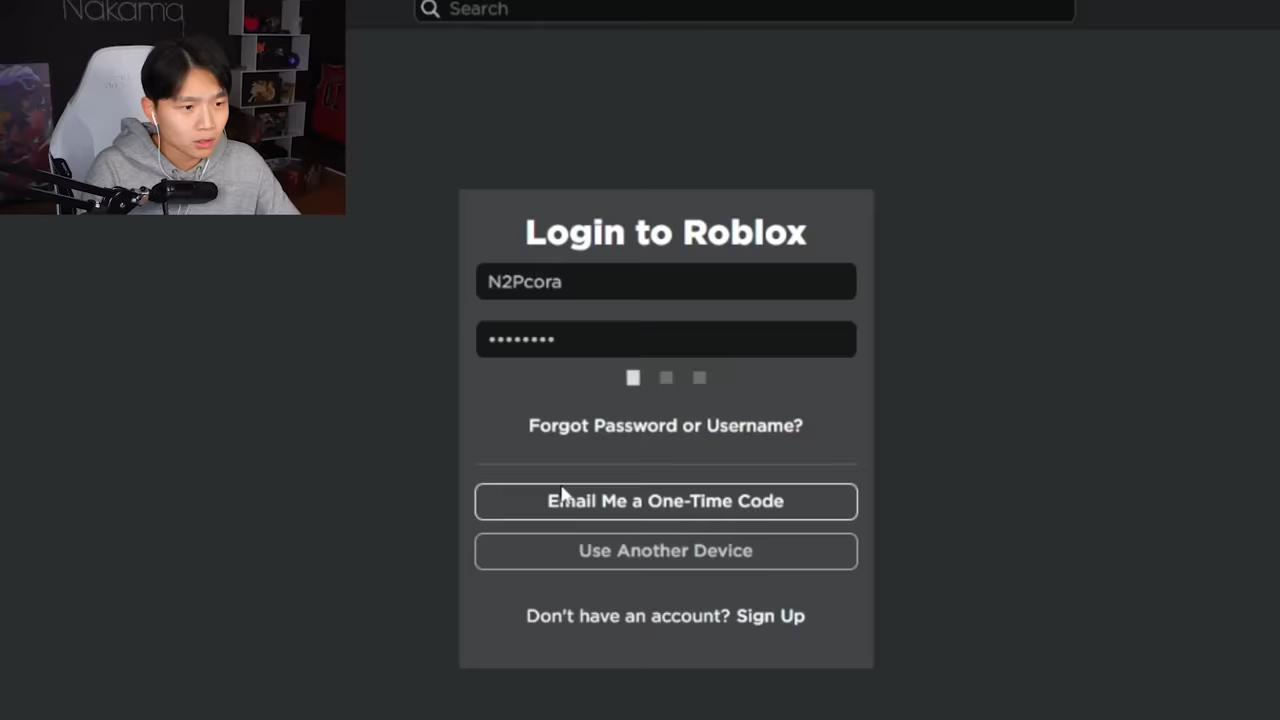 Nakama
Search
Login to Roblox
N2Pcora
••••••••
Forgot Password or Username?
Email Me a One-Time Code
Use Another Device
Don't have an account? Sign Up